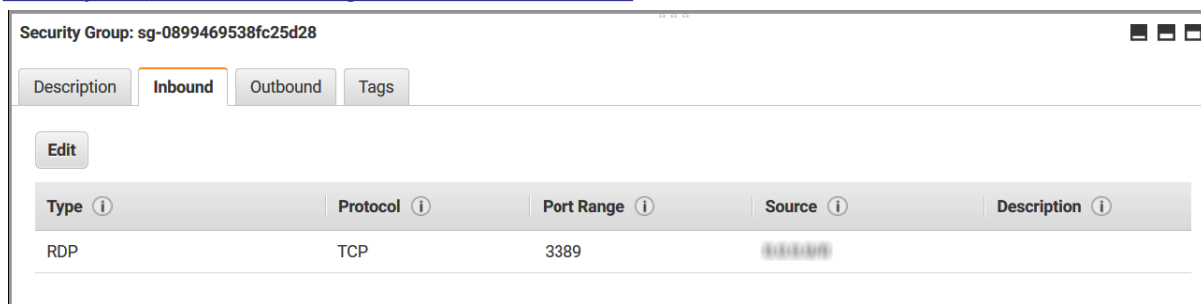 Security Group: sg-0899469538fc25d28
Description Inbound Outbound Tags
Edit
Type Protocol Port Range Source Description
RDP TCP 3389